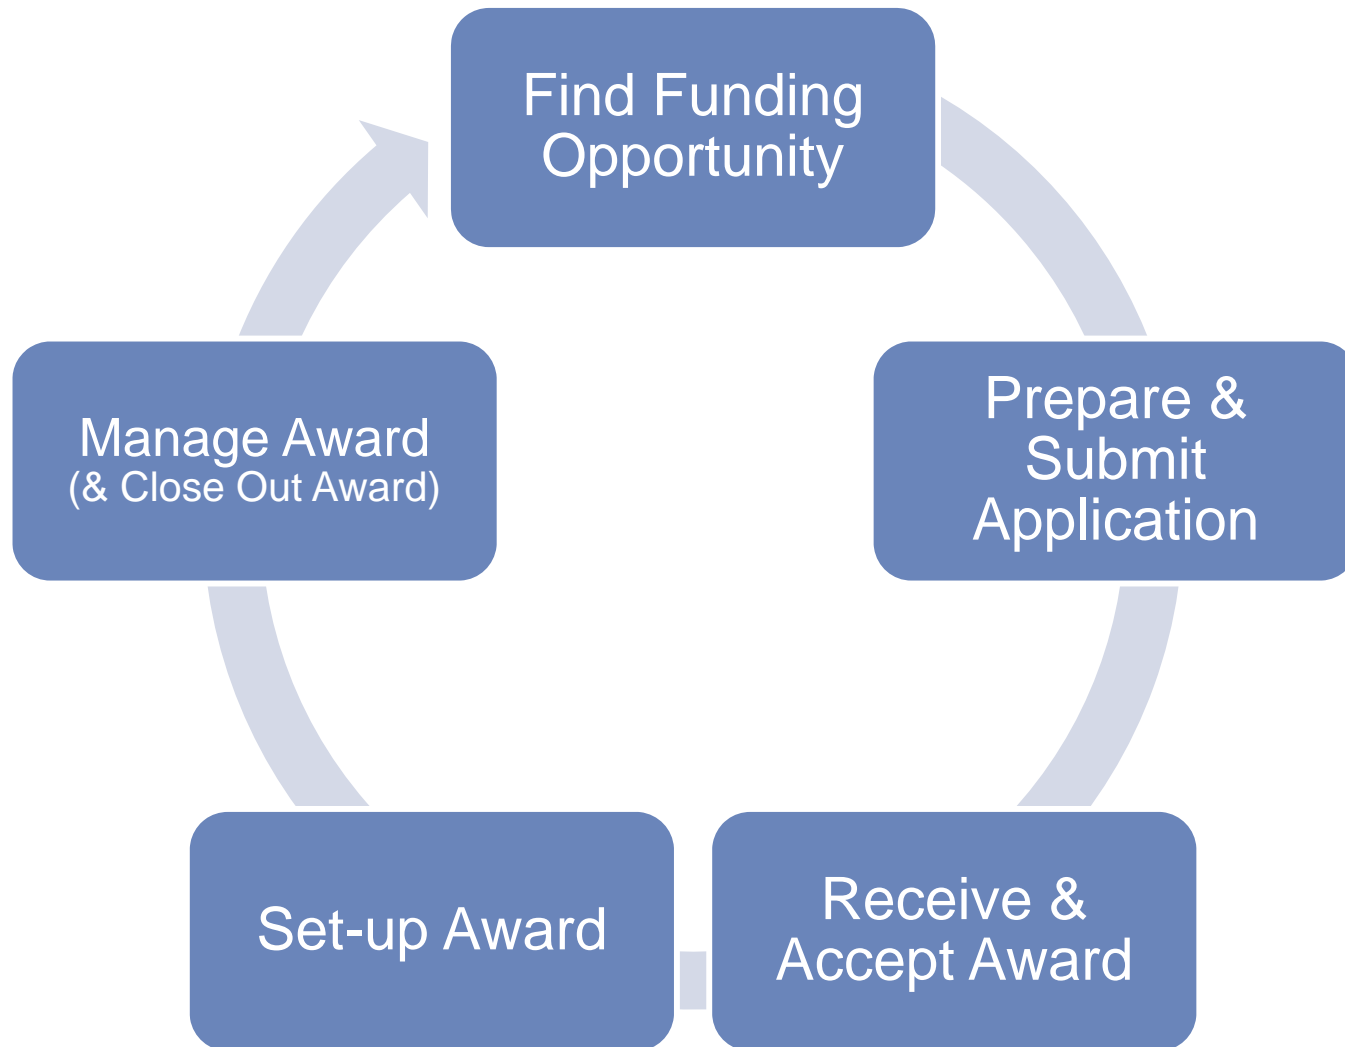 Find Funding
Opportunity
Prepare &
Submit
Application
Receive &
Accept Award
Set-up Award
Manage Award
(& Close Out Award)